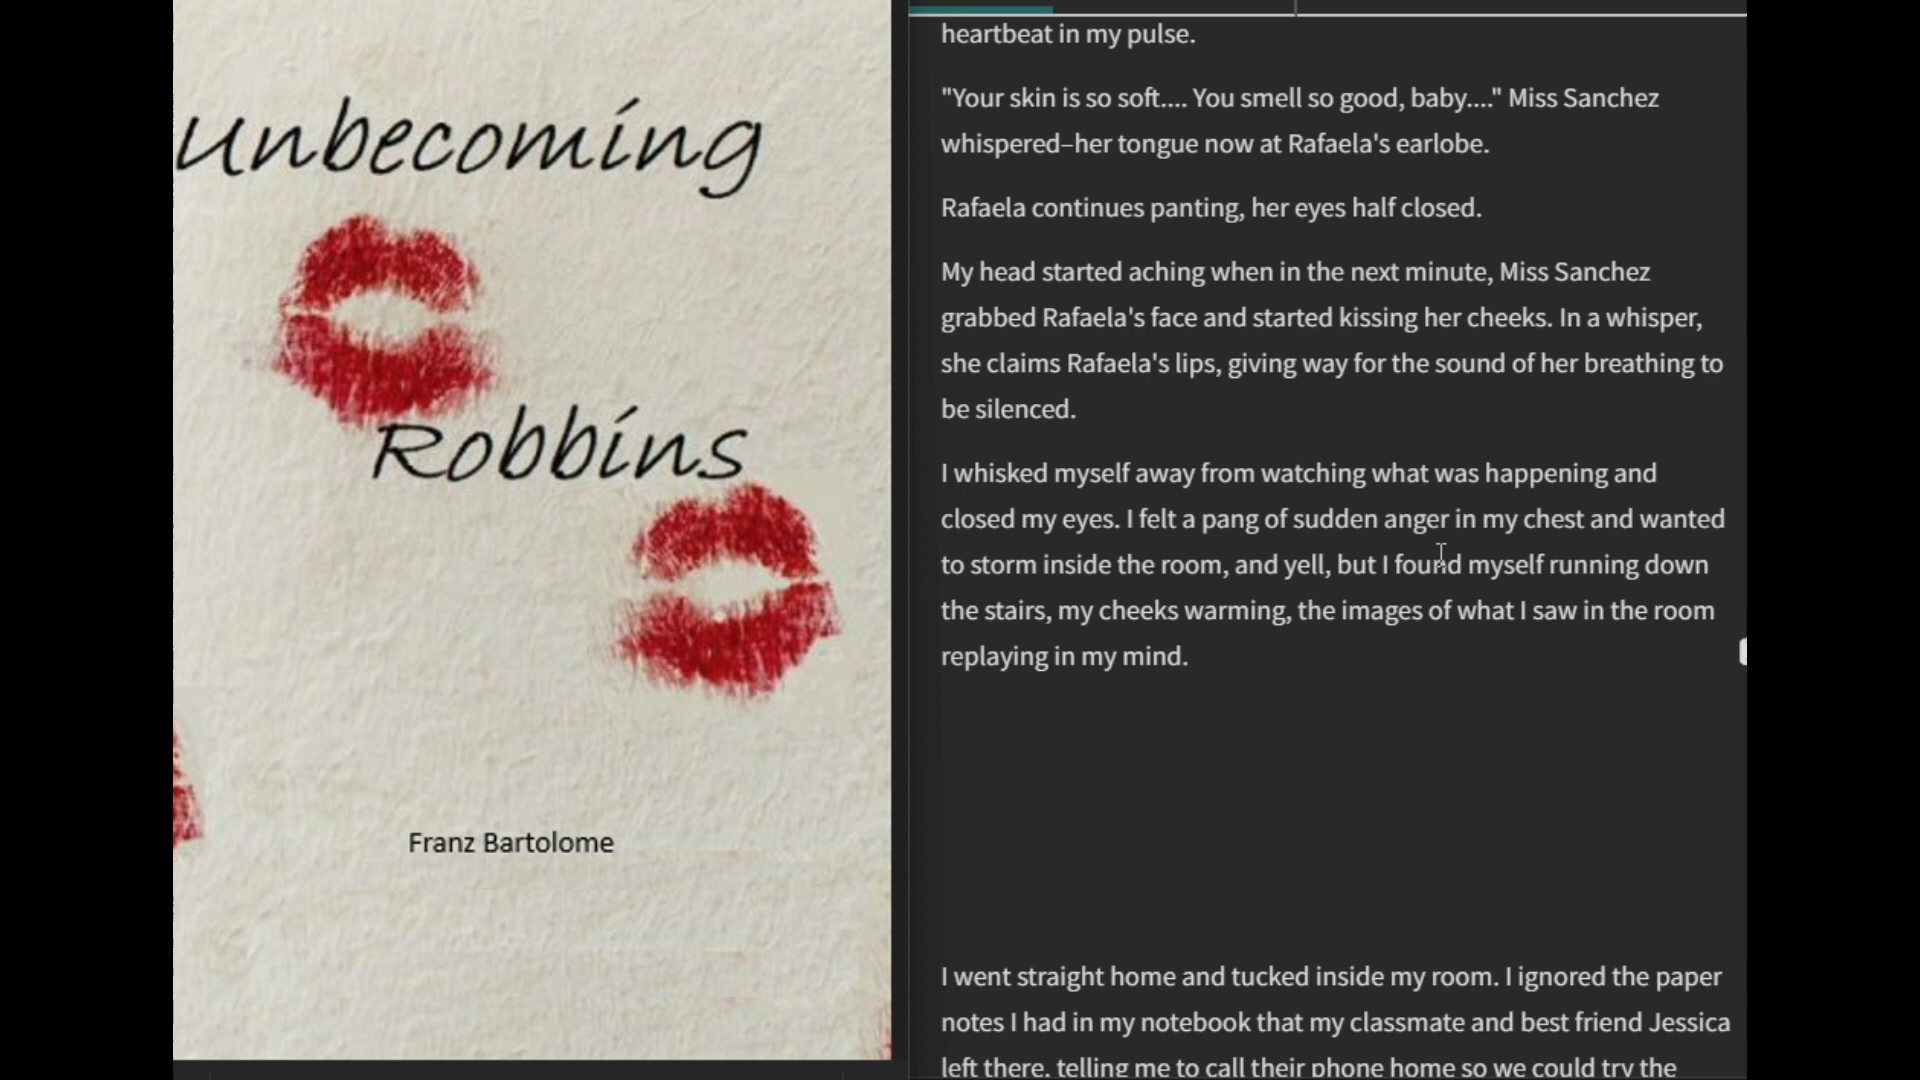 Unbecoming
Robbins
Franz Bartolome
heartbeat in my pulse.
"Your skin is so soft.... You smell so good, baby...." Miss Sanchez
whispered–her tongue now at Rafaela's earlobe.
Rafaela continues panting, her eyes half closed.
My head started aching when in the next minute, Miss Sanchez
grabbed Rafaela's face and started kissing her cheeks. In a whisper,
she claims Rafaela's lips, giving way for the sound of her breathing to
be silenced.
I whisked myself away from watching what was happening and
closed my eyes. I felt a pang of sudden anger in my chest and wanted
to storm inside the room, and yell, but I found myself running down
the stairs, my cheeks warming, the images of what I saw in the room
replaying in my mind.
I went straight home and tucked inside my room. I ignored the paper
notes I had in my notebook that my classmate and best friend Jessica
left there, telling me to call their phone home so we could try the